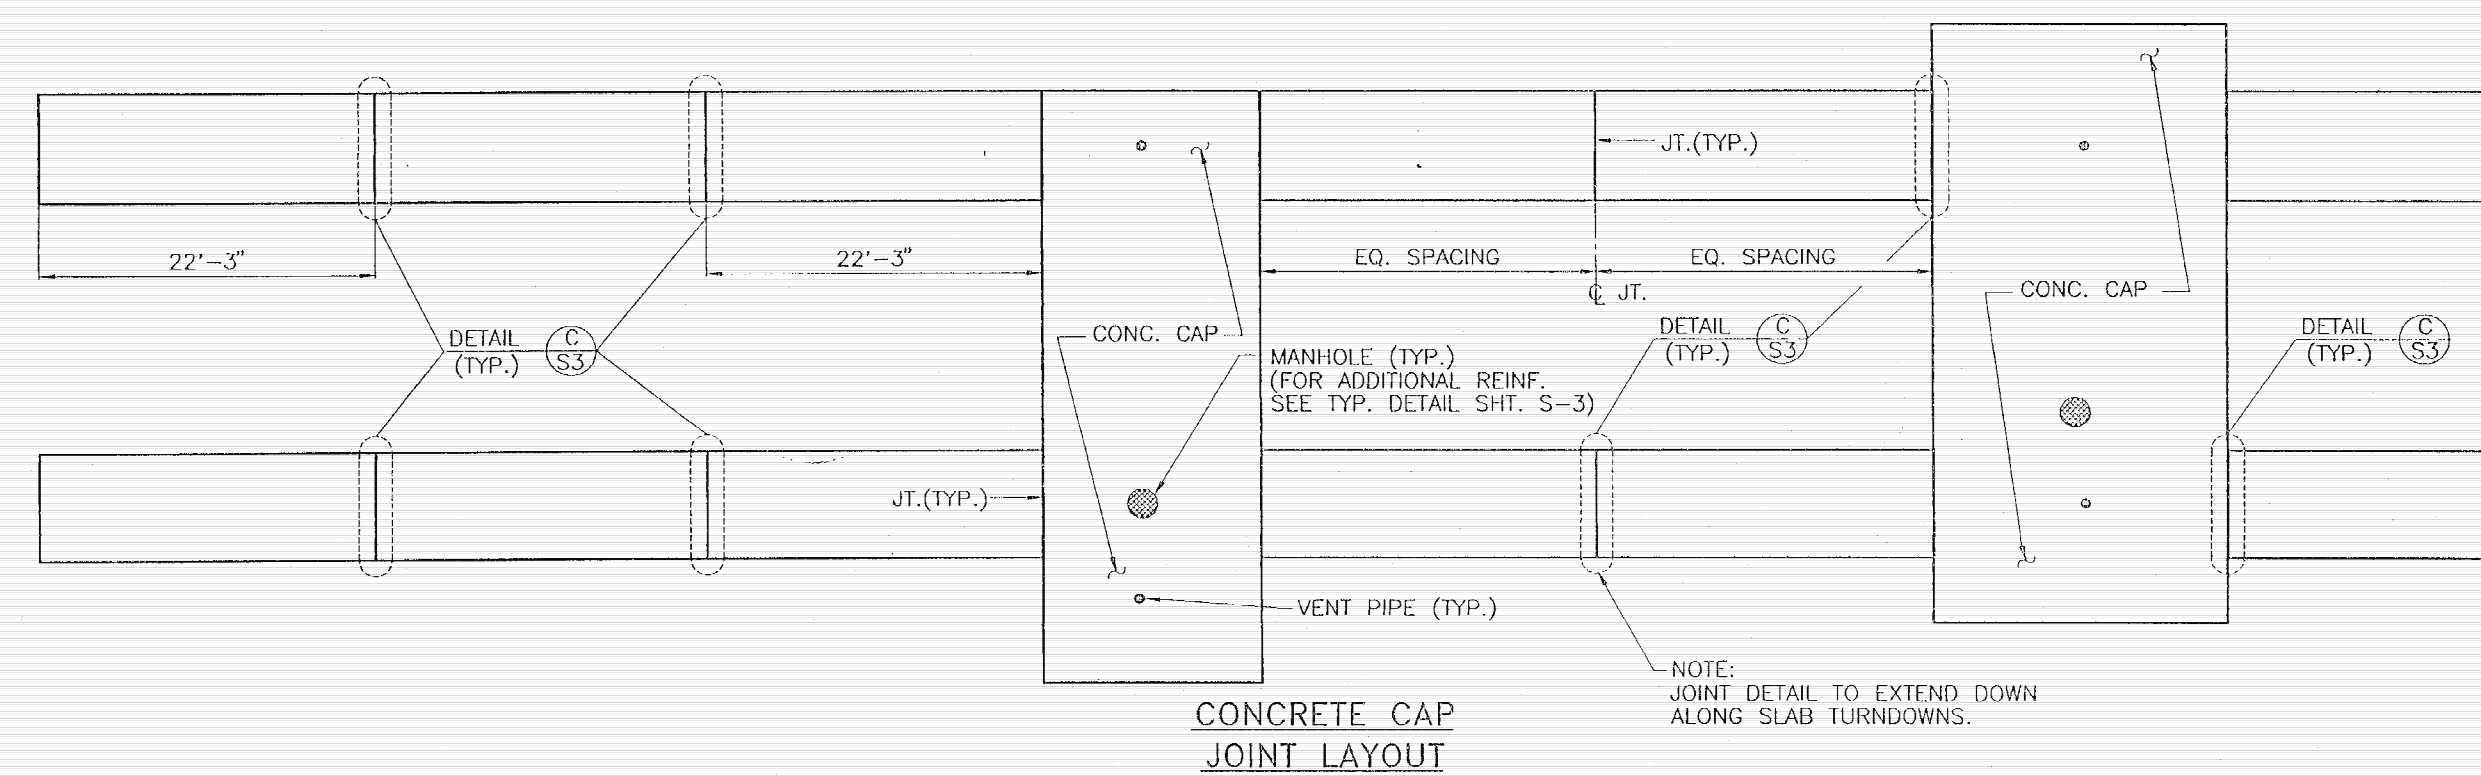 JT.(TYP.)
22'-3"
22'-3"
EQ. SPACING
EQ. SPACING
℄ JT.
CONC. CAP
CONC. CAP
DETAIL
(TYP.)
C
S3
DETAIL
(TYP.)
C
S3
DETAIL
(TYP.)
C
S3
MANHOLE (TYP.)
(FOR ADDITIONAL REINF.
SEE TYP. DETAIL SHT. S-3)
JT.(TYP.)
VENT PIPE (TYP.)
NOTE:
JOINT DETAIL TO EXTEND DOWN
ALONG SLAB TURNDOWNS.
CONCRETE CAP
JOINT LAYOUT